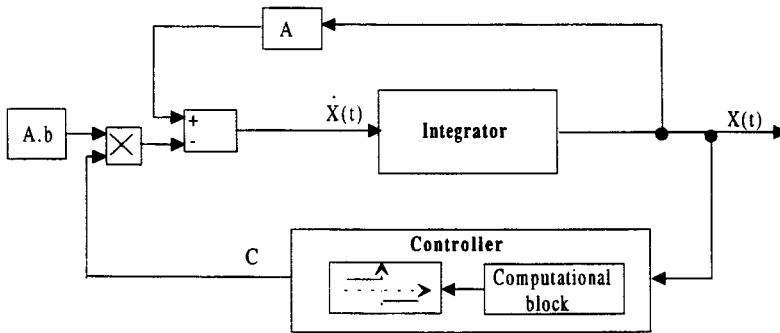 A
A.b
+
-
Ẋ(t)
Integrator
X(t)
C
Controller
Computational
block